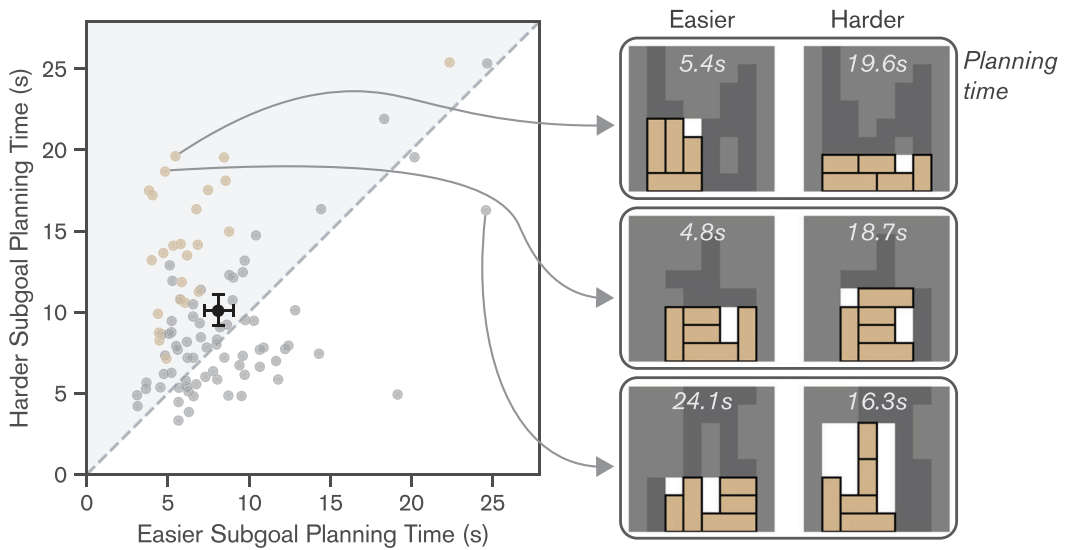 Easier
Harder
Planning
time
5.4s
19.6s
4.8s
18.7s
24.1s
16.3s
Harder Subgoal Planning Time (s)
25
20
15
10
5
0
0
5
10
15
20
25
Easier Subgoal Planning Time (s)